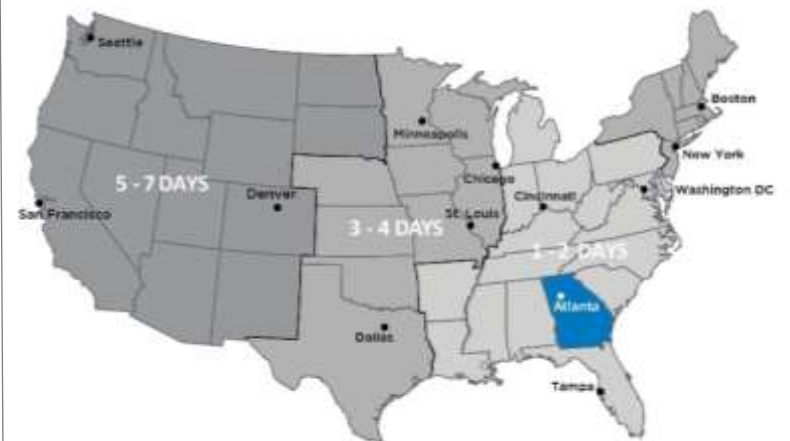 Seattle
Boston
Minneapolis
New York
Chicago
5 - 7 DAYS
Denver
Cincinnati
Washington DC
San Francisco
St. Louis
3 - 4 DAYS
1 - 2 DAYS
Atlanta
Dallas
Tampa